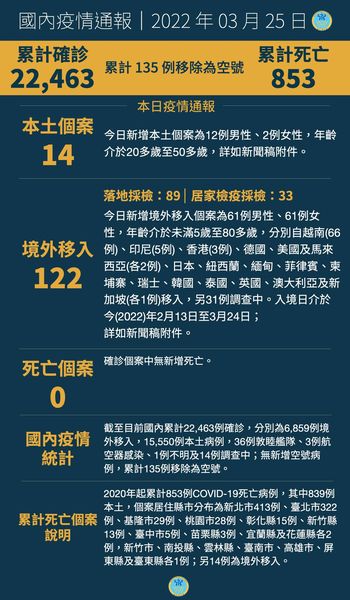 國內疫情通報｜2022 年 03 月 25 日
累計確診
22,463
累計 135 例移除為空號
累計死亡
853
本日疫情通報
本土個案
14
今日新增本土個案為12例男性、2例女性，年齡
介於20多歲至50多歲，詳如新聞稿附件。
落地採檢：89│居家檢疫採檢：33
境外移入
122
今日新增境外移入個案為61例男性、61例女
性，年齡介於未滿5歲至80多歲，分別自越南(66
例)、印尼(5例)、香港(3例)、德國、美國及馬來
西亞(各2例)、日本、紐西蘭、緬甸、菲律賓、柬
埔寨、瑞士、韓國、泰國、英國、澳大利亞及新
加坡(各1例)移入，另31例調查中。入境日介於
今(2022)年2月13日至3月24日；
詳如新聞稿附件。
死亡個案
0
確診個案中無新增死亡。
國內疫情
統計
截至目前國內累計22,463例確診，分別為6,859例境
外移入，15,550例本土病例，36例敦睦艦隊、3例航
空器感染、1例不明及14例調查中；無新增空號病
例，累計135例移除為空號。
累計死亡個案
說明
2020年起累計853例COVID-19死亡病例，其中839例
本土，個案居住縣市分布為新北市413例、臺北市322
例、基隆市29例、桃園市28例、彰化縣15例、新竹縣
13例、臺中市5例、苗栗縣3例、宜蘭縣及花蓮縣各2
例，新竹市、南投縣、雲林縣、臺南市、高雄市、屏
東縣及臺東縣各1例；另14例為境外移入。